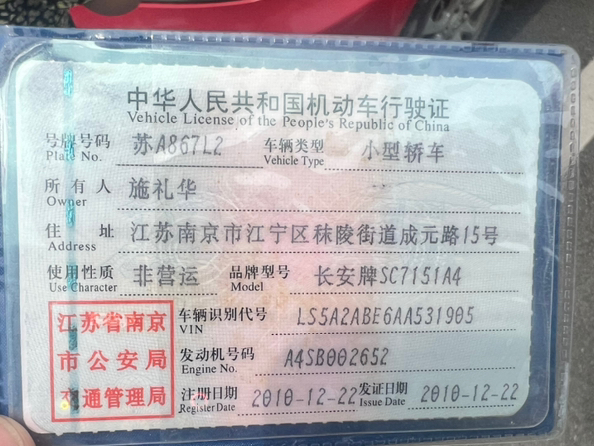 中华人民共和国机动车行驶证
Vehicle License of the People's Republic of China
号牌号码 苏A867L2 车辆类型 小型轿车
Plate No. Vehicle Type
所有人 施礼华
Owner
住址 江苏南京市江宁区秣陵街道成元路15号
Address
使用性质 非营运 品牌型号 长安牌SC7151A4
Use Character Model
江苏省南京
市公安局
交通管理局
车辆识别代号 LS5A2ABE6AA531905
VIN
发动机号码 A4SB002652
Engine No.
注册日期 2010-12-22 发证日期 2010-12-22
Register Date Issue Date